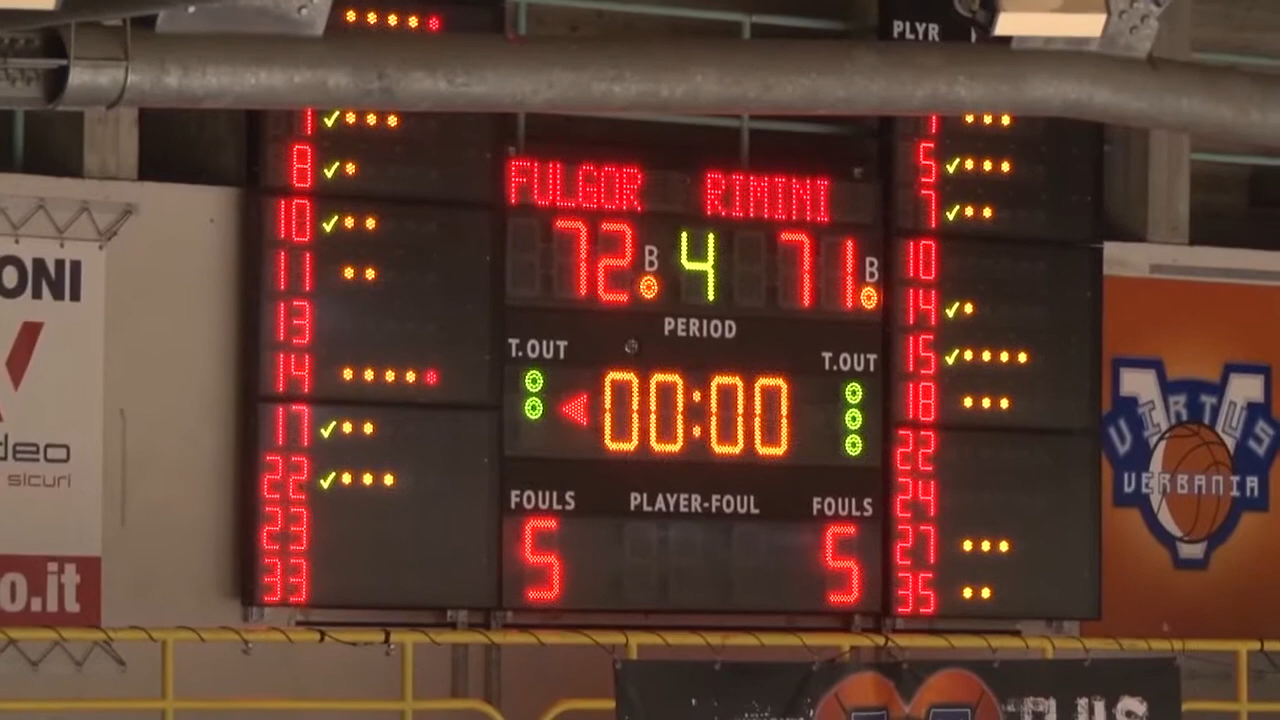 PLYR
7
8
10
11
13
14
17
22
23
33
FULGOR RIMINI
72 B 4 71 B
PERIOD
T.OUT T.OUT
00:00
FOULS PLAYER-FOUL FOULS
5 5
5
7
10
14
15
18
22
24
27
35
ONI
deo
sicuri
o.it
VIRTUS
VERBANIA
PLUS